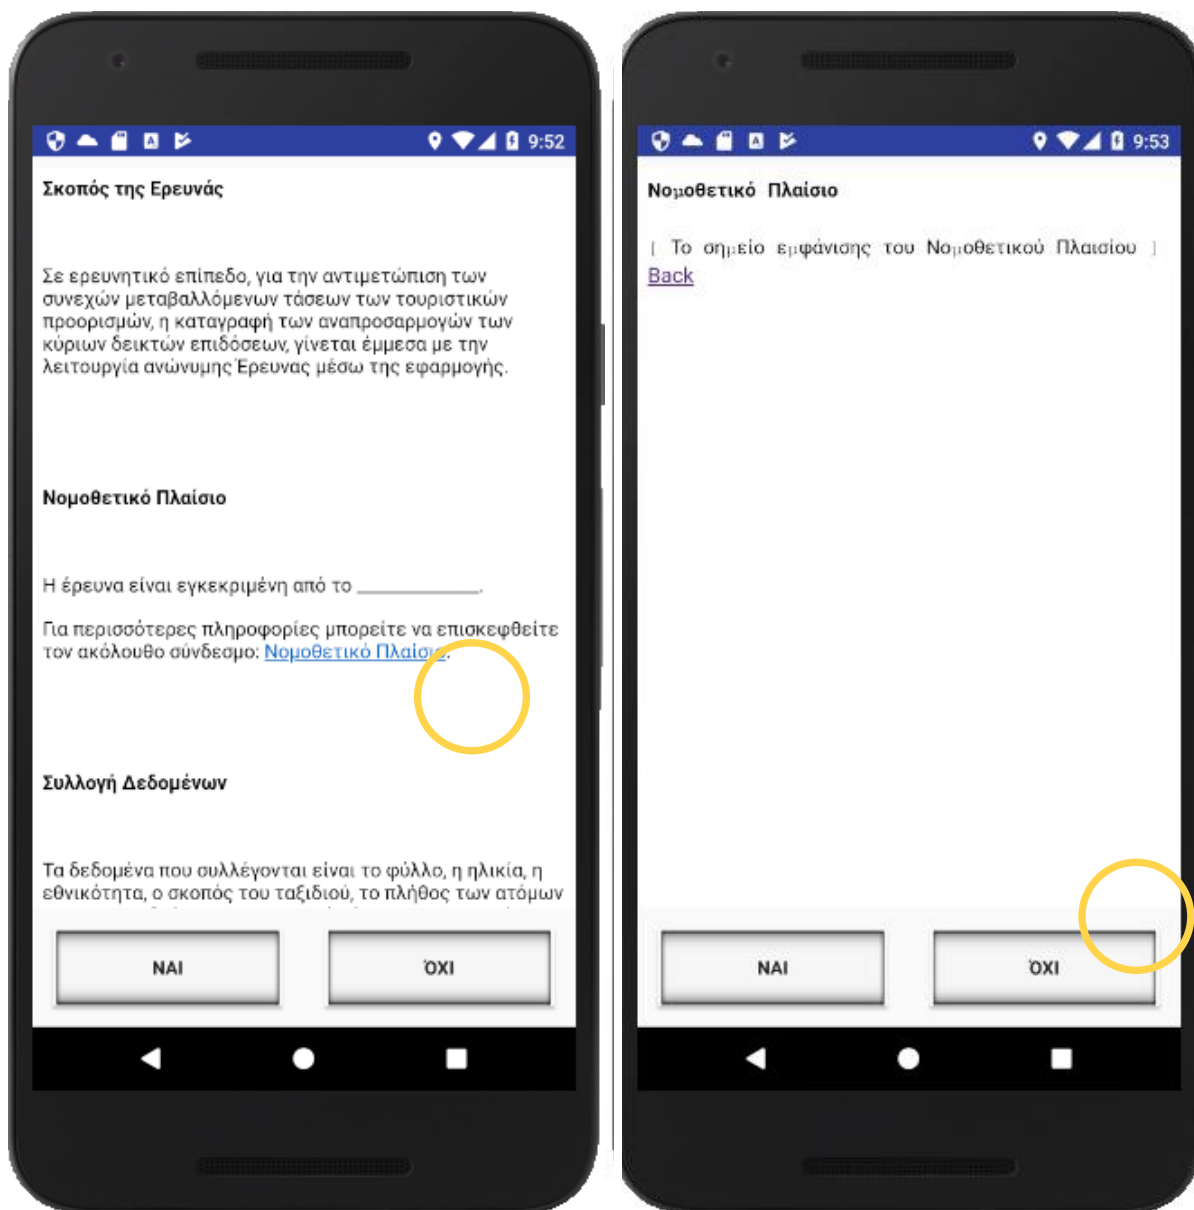 9:52
Σκοπός της Ερευνάς
Σε ερευνητικό επίπεδο, για την αντιμετώπιση των
συνεχών μεταβαλλόμενων τάσεων των τουριστικών
προορισμών, η καταγραφή των αναπροσαρμογών των
κύριων δεικτών επιδόσεων, γίνεται έμμεσα με την
λειτουργία ανώνυμης Έρευνας μέσω της εφαρμογής.
Νομοθετικό Πλαίσιο
Η έρευνα είναι εγκεκριμένη από το ______________.
Για περισσότερες πληροφορίες μπορείτε να επισκεφθείτε
τον ακόλουθο σύνδεσμο: Νομοθετικό Πλαίσιο.
Συλλογή Δεδομένων
Τα δεδομένα που συλλέγονται είναι το φύλλο, η ηλικία, η
εθνικότητα, ο σκοπός του ταξιδιού, το πλήθος των ατόμων
ΝΑΙ
ΌΧΙ
9:53
Νομοθετικό Πλαίσιο
[ Το σημείο εμφάνισης του Νομοθετικού Πλαισίου ]
Back
ΝΑΙ
ΌΧΙ